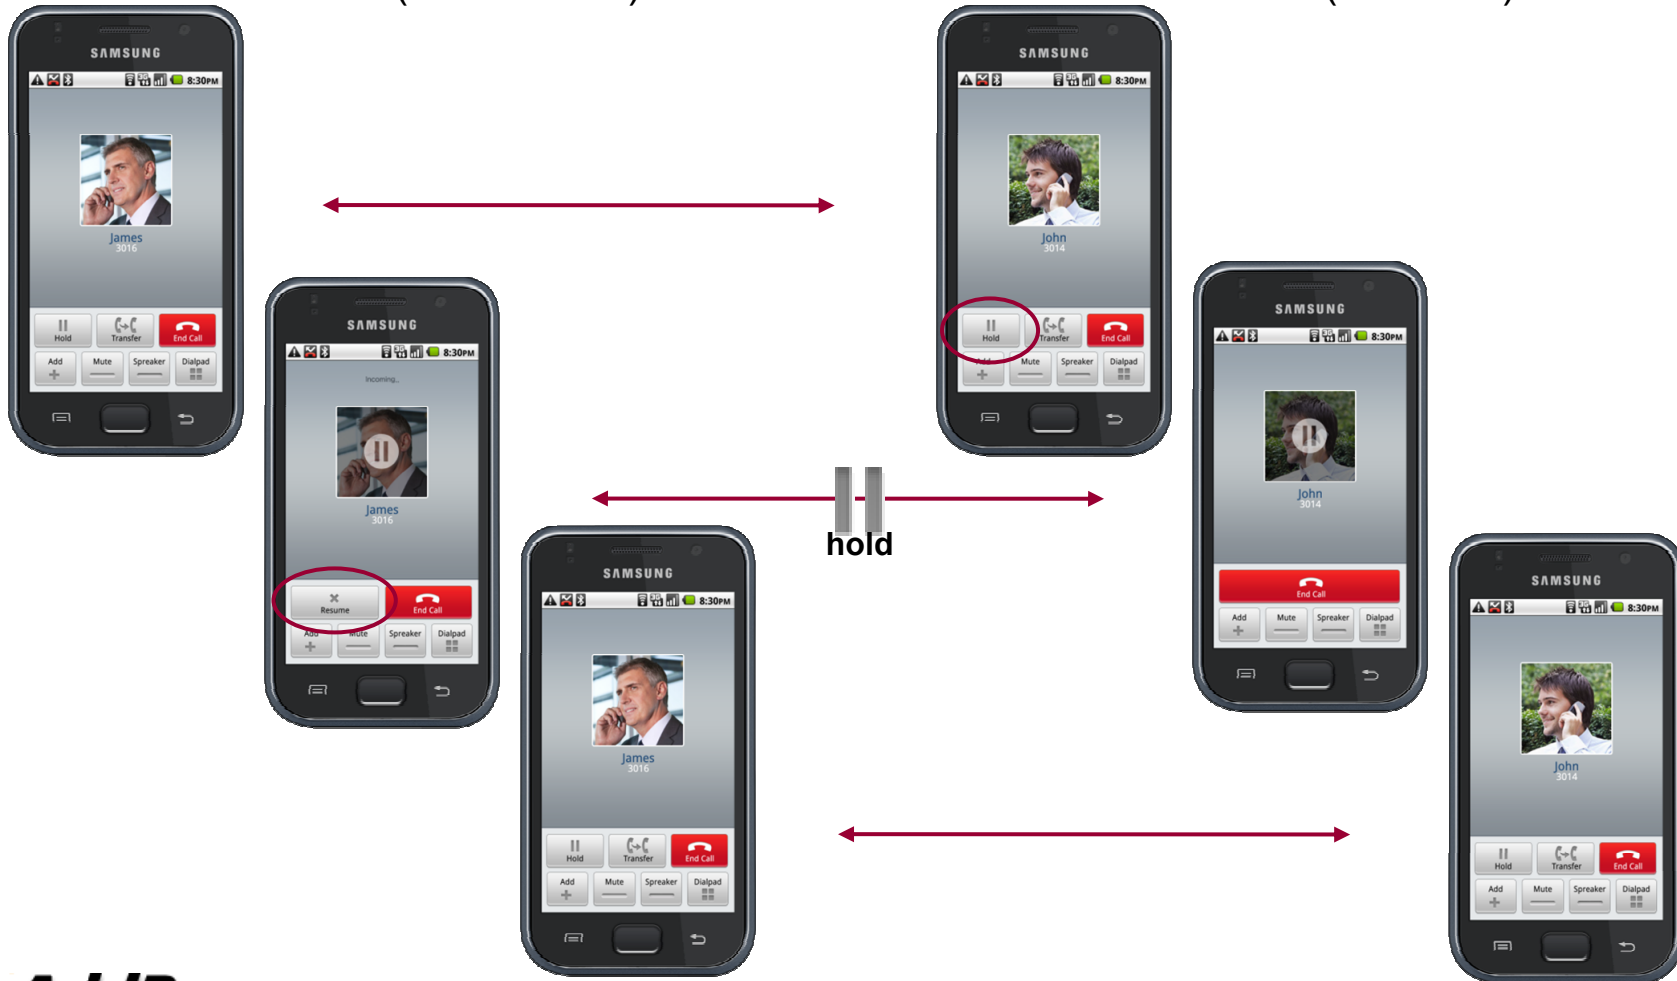 SAMSUNG
8:30PM
James
3016
Hold
Transfer
End Call
Add
Mute
Spreaker
Dialpad
SAMSUNG
8:30PM
John
3014
Hold
Transfer
End Call
Add
Mute
Spreaker
Dialpad
SAMSUNG
8:30PM
Incoming..
James
3016
Resume
End Call
Add
Mute
Spreaker
Dialpad
hold
SAMSUNG
8:30PM
John
3014
End Call
Add
Mute
Spreaker
Dialpad
SAMSUNG
8:30PM
James
3016
Hold
Transfer
End Call
Add
Mute
Spreaker
Dialpad
SAMSUNG
8:30PM
John
3014
Hold
Transfer
End Call
Add
Mute
Spreaker
Dialpad